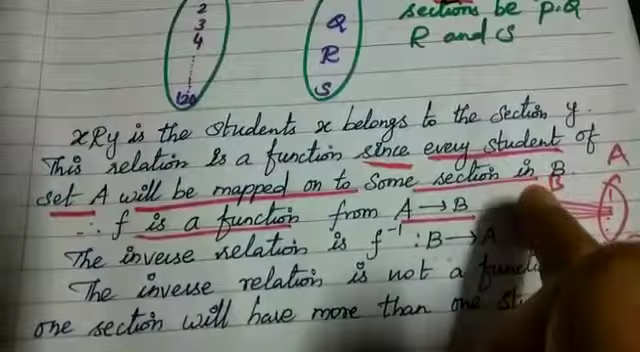 2
3
4
120
Q
R
S
sections be P,Q
R and S
xRy is the students x belongs to the section y.
This relation is a function since every student of
set A will be mapped on to some section in B.
∴ f is a function from A → B
The inverse relation is f⁻¹ : B → A
The inverse relation is not a
one section will have more than one
A
B